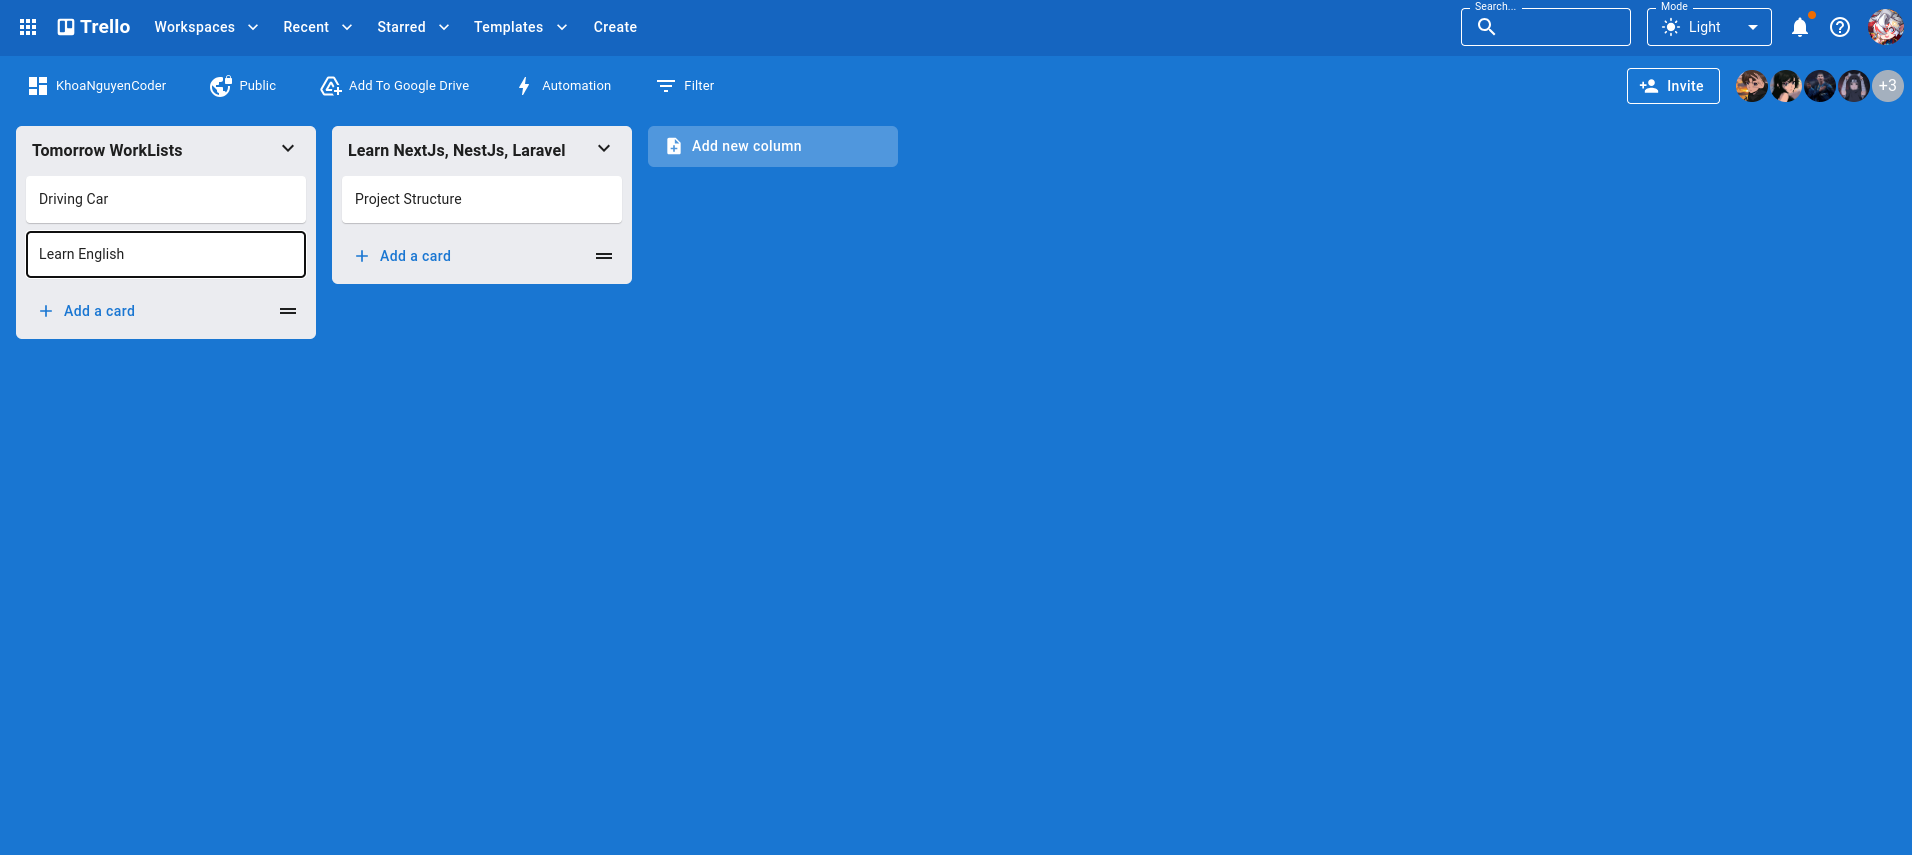 Trello Workspaces Recent Starred Templates Create Search... Mode Light
KhoaNguyenCoder Public Add To Google Drive Automation Filter Invite +3
Tomorrow WorkLists
Driving Car
Learn English
Add a card
Learn NextJs, NestJs, Laravel
Project Structure
Add a card
Add new column